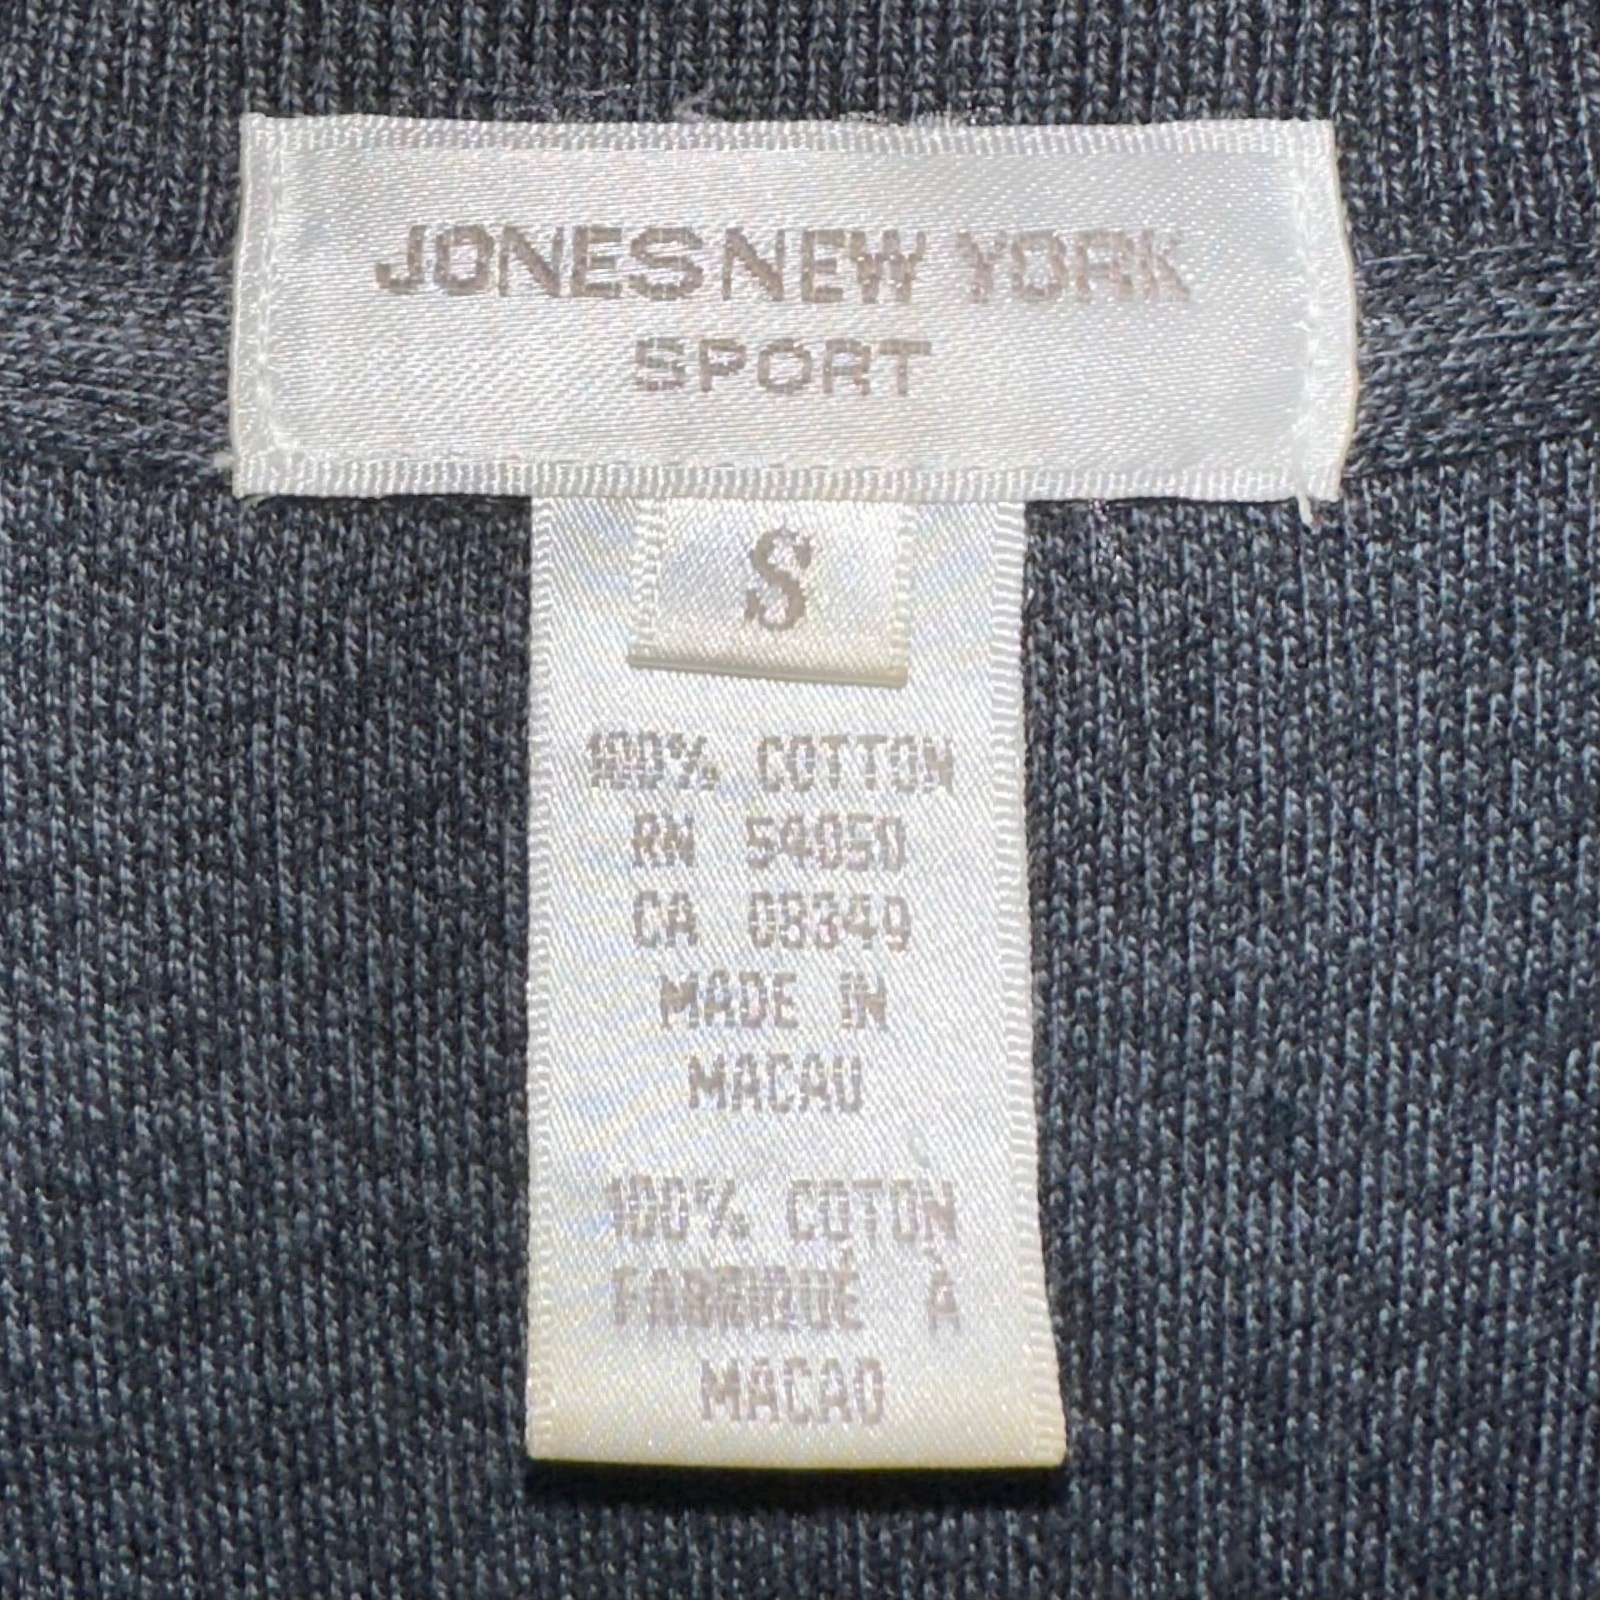 JONES NEW YORK
SPORT
S
100% COTTON
RN 54050
CA 08349
MADE IN
MACAU
100% COTON
FABRIQUÉ À
MACAO